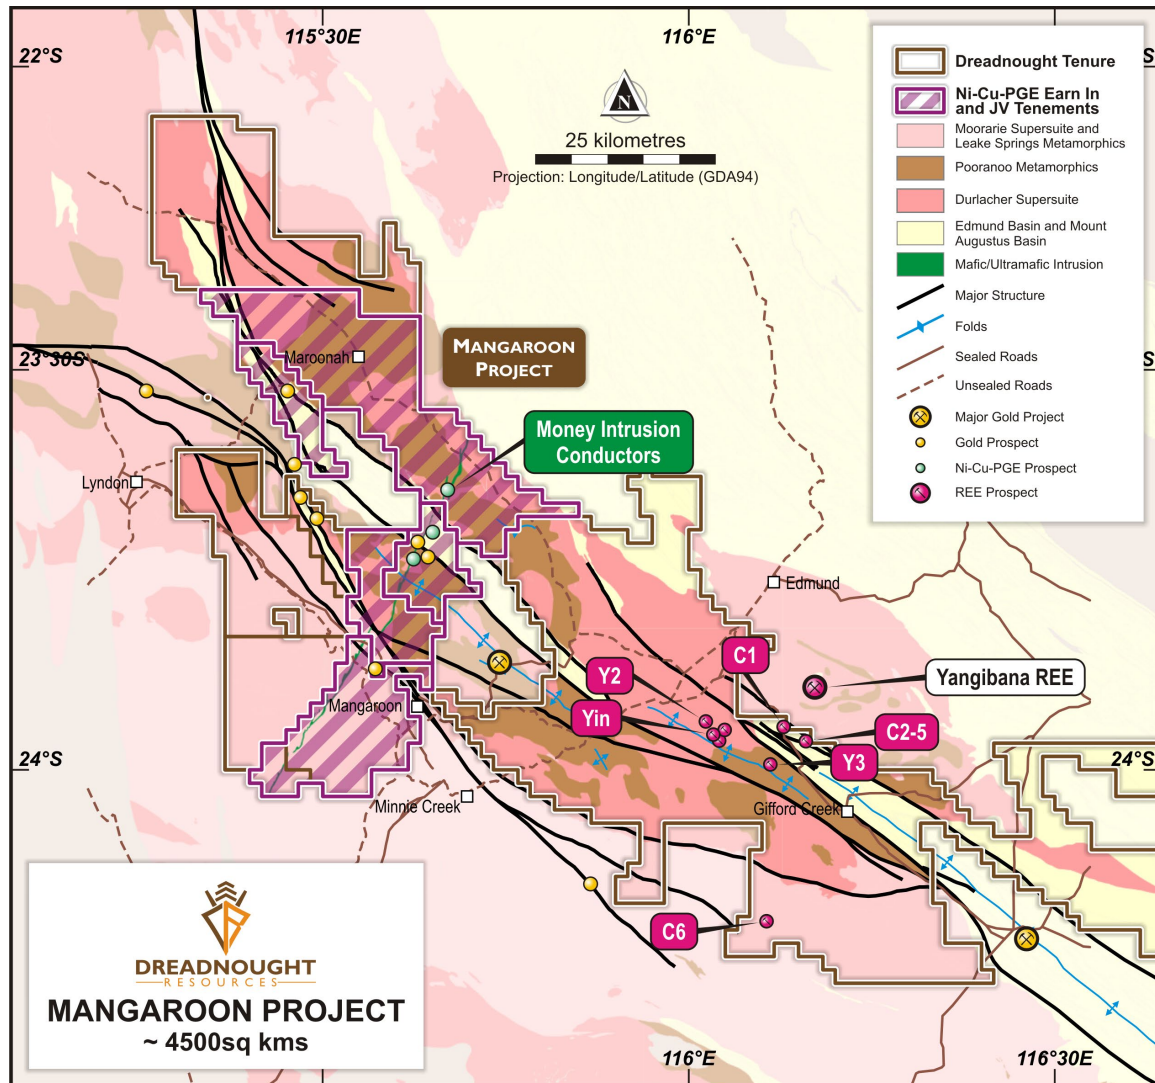 115°30E
116°E
22°S
S
N
25 kilometres
Projection: Longitude/Latitude (GDA94)
Dreadnought Tenure
Ni-Cu-PGE Earn In
and JV Tenements
Moorarie Supersuite and
Leake Springs Metamorphics
Pooranoo Metamorphics
Durlacher Supersuite
Edmund Basin and Mount
Augustus Basin
Mafic/Ultramafic Intrusion
Major Structure
Folds
Sealed Roads
Unsealed Roads
Major Gold Project
Gold Prospect
Ni-Cu-PGE Prospect
REE Prospect
23°30S
S
Maroonah
MANGAROON
PROJECT
Money Intrusion
Conductors
Lyndon
Edmund
C1
Y2
Yangibana REE
Yin
C2-5
Mangaroon
Y3
24°S
24°S
Minnie Creek
Gifford Creek
C6
DREADNOUGHT
RESOURCES
MANGAROON PROJECT
~ 4500sq kms
116°E
116°30E